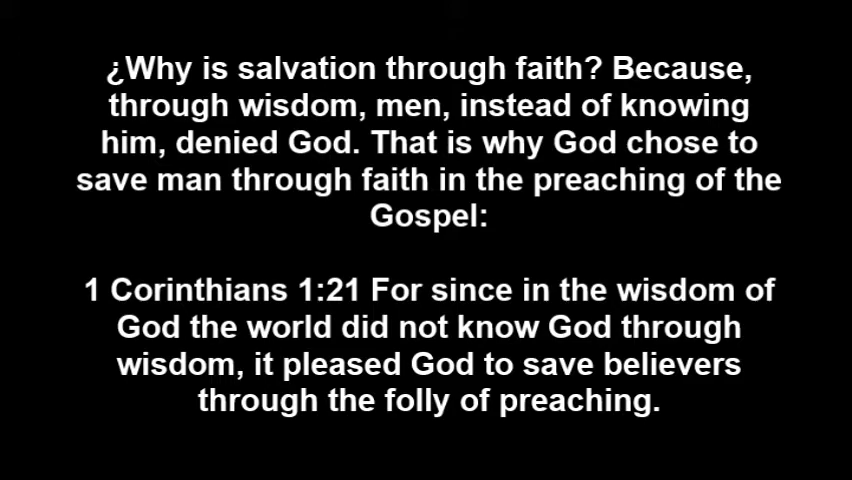 ¿Why is salvation through faith? Because,
through wisdom, men, instead of knowing
him, denied God. That is why God chose to
save man through faith in the preaching of the
Gospel:
1 Corinthians 1:21 For since in the wisdom of
God the world did not know God through
wisdom, it pleased God to save believers
through the folly of preaching.